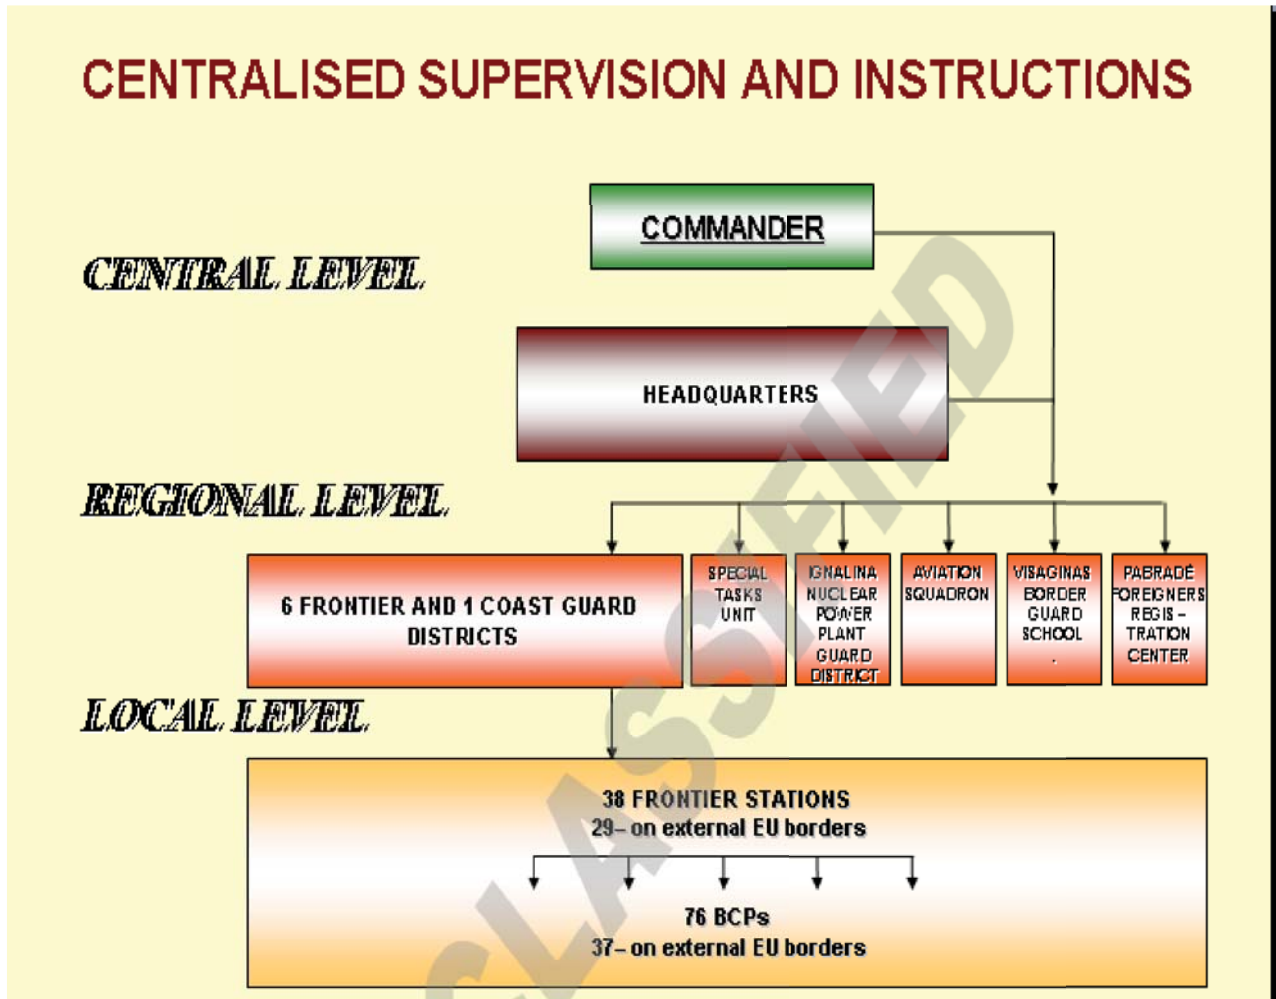 CENTRALISED SUPERVISION AND INSTRUCTIONS
COMMANDER
CENTRAL LEVEL
HEADQUARTERS
REGIONAL LEVEL
6 FRONTIER AND 1 COAST GUARD
DISTRICTS
SPECIAL
TASKS
UNIT
IGNALINA
NUCLEAR
POWER
PLANT
GUARD
DISTRICT
AVIATION
SQUADRON
VISAGINAS
BORDER
GUARD
SCHOOL
.
PABRADĖ
FOREIGNERS
REGIS –
TRATION
CENTER
LOCAL LEVEL
38 FRONTIER STATIONS
29– on external EU borders
76 BCPs
37– on external EU borders
CLASSIFIED